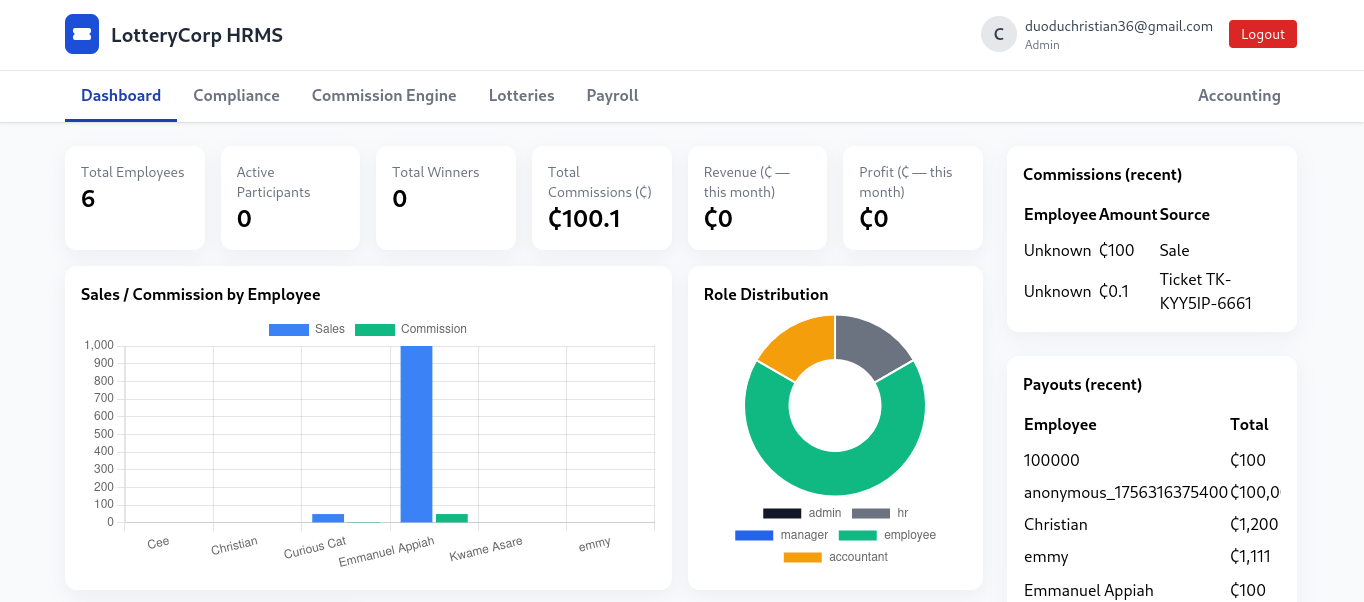 LotteryCorp HRMS
C
duoduchristian36@gmail.com
Admin
Logout
Dashboard
Compliance
Commission Engine
Lotteries
Payroll
Accounting
Total Employees
6
Active
Participants
0
Total Winners
0
Total
Commissions (₵)
₵100.1
Revenue (₵ —
this month)
₵0
Profit (₵ — this
month)
₵0
Sales / Commission by Employee
Sales
Commission
1,000
900
800
700
600
500
400
300
200
100
0
Cee
Christian
Curious Cat
Emmanuel Appiah
Kwame Asare
emmy
Role Distribution
admin
hr
manager
employee
accountant
Commissions (recent)
Employee Amount Source
Unknown ₵100 Sale
Unknown ₵0.1 Ticket TK-
KYY5IP-6661
Payouts (recent)
Employee Total
100000 ₵100
anonymous_1756316375400 ₵100,0
Christian ₵1,200
emmy ₵1,111
Emmanuel Appiah ₵100